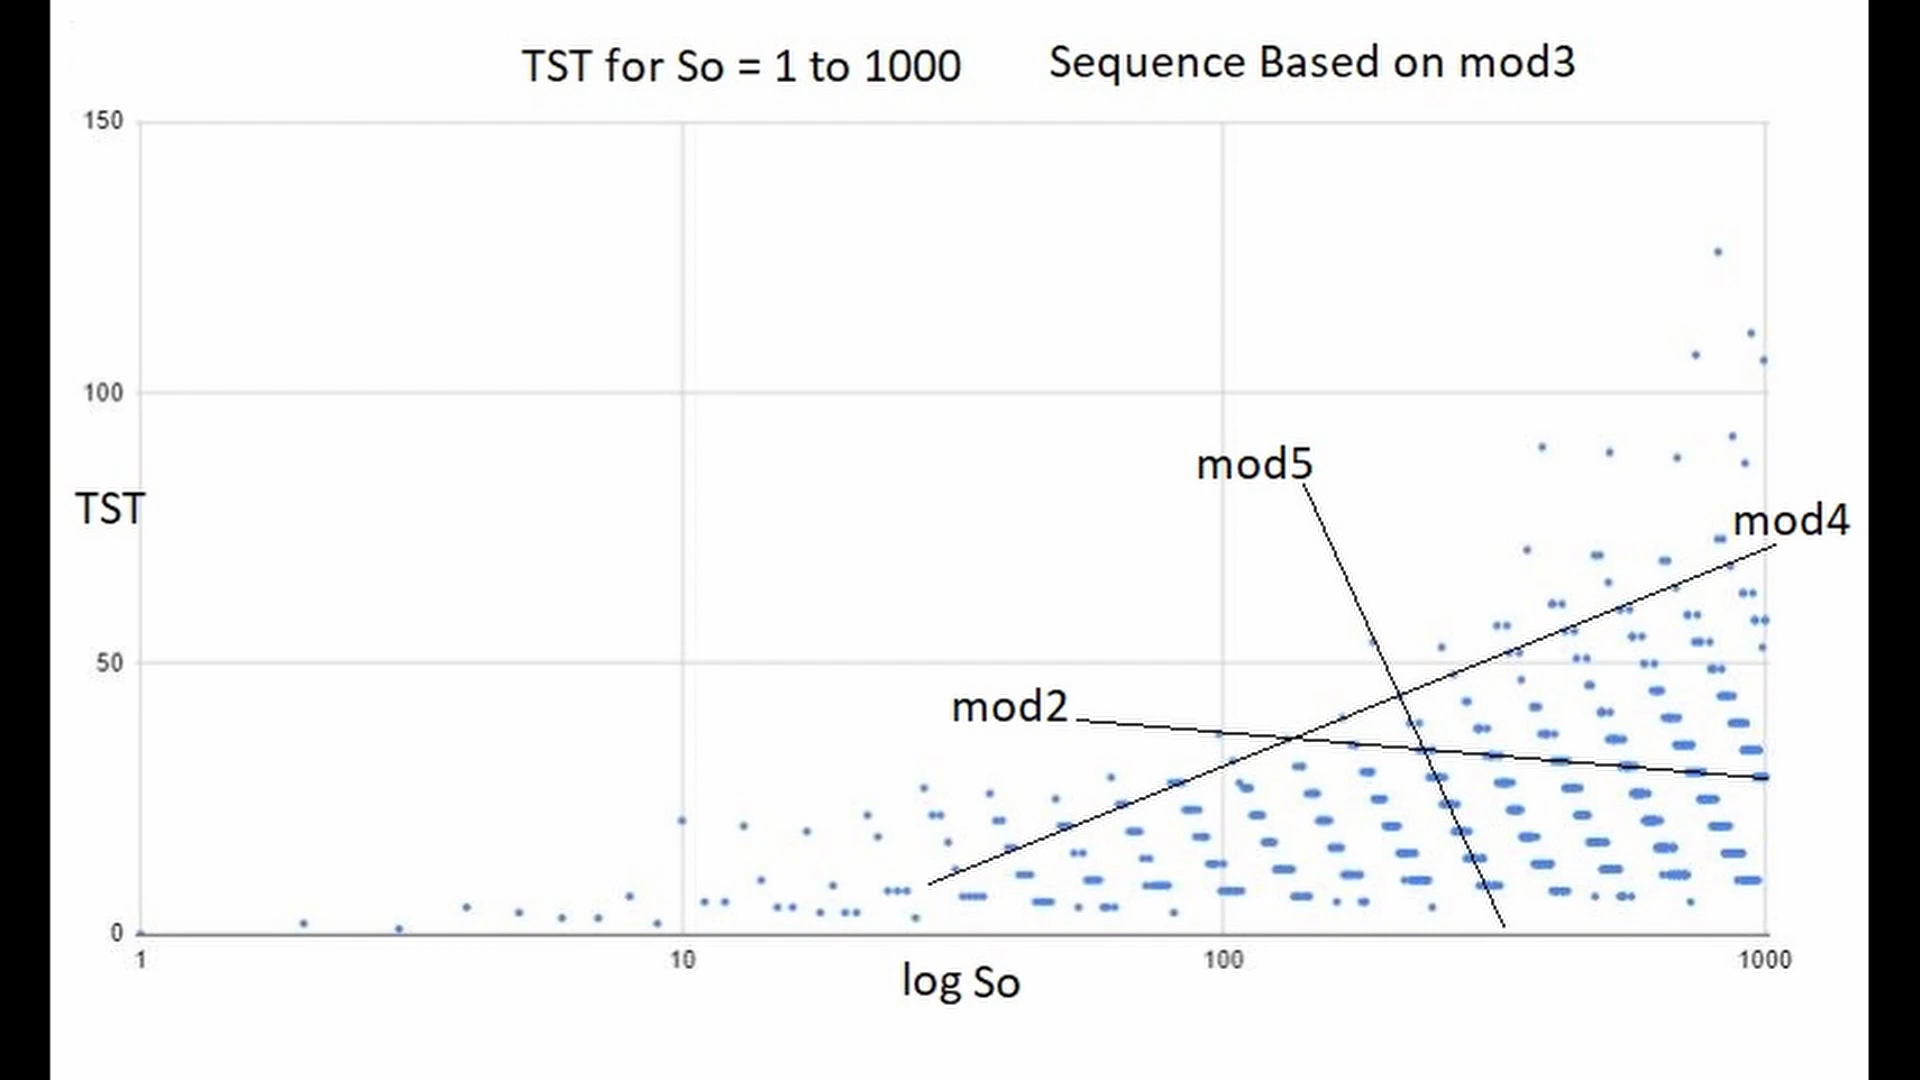 TST for So = 1 to 1000 Sequence Based on mod3
150
100
mod5
TST
mod4
mod2
50
0
1 10 100 1000
log So